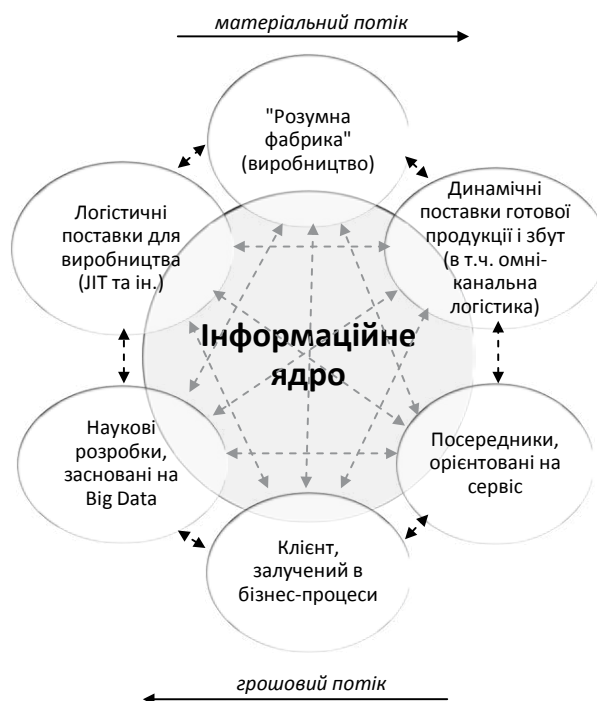 матеріальний потік
"Розумна
фабрика"
(виробництво)
Логістичні
поставки для
виробництва
(JIT та ін.)
Динамічні
поставки готової
продукції і збут
(в т.ч. омні-
канальна
логістика)
Інформаційне
ядро
Наукові
розробки,
засновані на
Big Data
Посередники,
орієнтовані на
сервіс
Клієнт,
залучений в
бізнес-процеси
грошовий потік